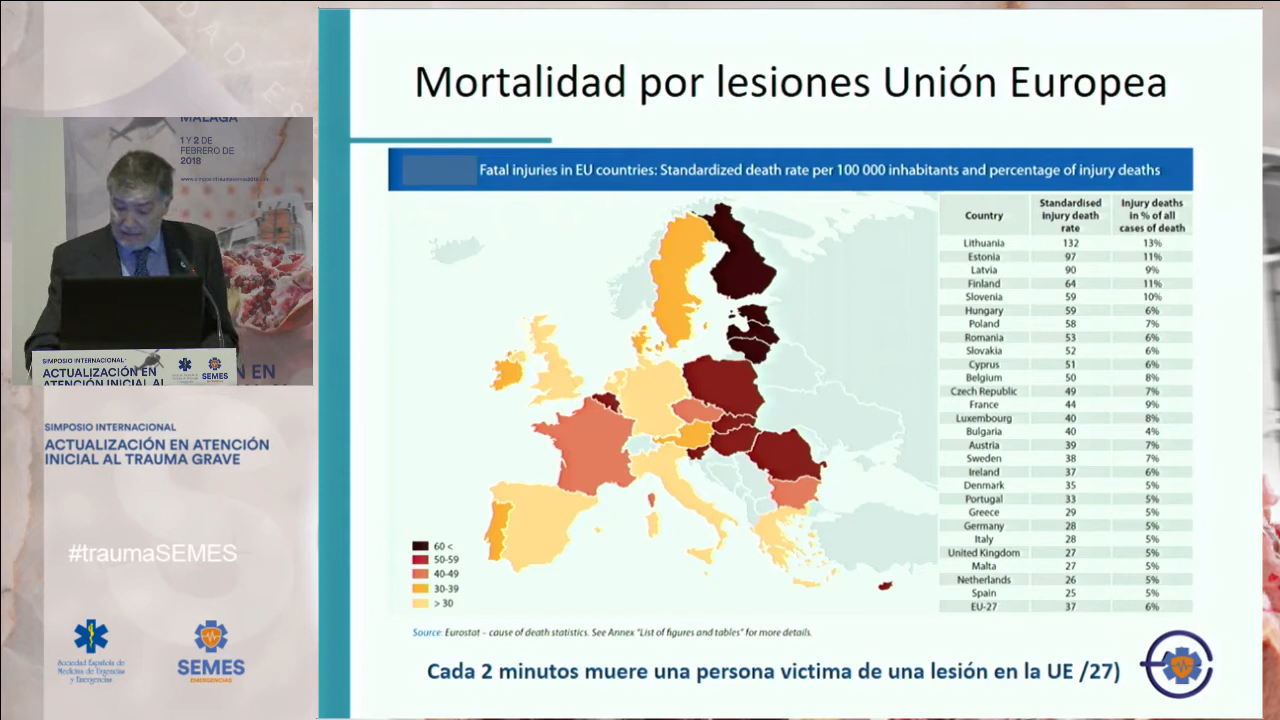 DAD ES
MÁLAGA
1 Y 2 DE
FEBRERO DE
2018
SIMPOSIO INTERNACIONAL
ACTUALIZACIÓN EN
ATENCIÓN INICIAL AL
SEMES
EN
SIMPOSIO INTERNACIONAL
ACTUALIZACIÓN EN ATENCIÓN
INICIAL AL TRAUMA GRAVE
#traumaSEMES
Sociedad Española de
Medicina de Urgencias
y Emergencias
SEMES
EMERGENCIAS
Mortalidad por lesiones Unión Europea
Fatal injuries in EU countries: Standardized death rate per 100 000 inhabitants and percentage of injury deaths
Country Standardised injury death rate Injury deaths in % of all cases of death
Lithuania 132 13%
Estonia 97 11%
Latvia 90 9%
Finland 64 11%
Slovenia 59 10%
Hungary 59 6%
Poland 58 7%
Romania 53 6%
Slovakia 52 6%
Cyprus 51 6%
Belgium 50 8%
Czech Republic 49 7%
France 44 9%
Luxembourg 40 8%
Bulgaria 40 4%
Austria 39 7%
Sweden 38 7%
Ireland 37 6%
Denmark 35 5%
Portugal 33 5%
Greece 29 5%
Germany 28 5%
Italy 28 5%
United Kingdom 27 5%
Malta 27 5%
Netherlands 26 5%
Spain 25 5%
EU-27 37 6%
60 <
50-59
40-49
30-39
> 30
Source: Eurostat – cause of death statistics. See Annex "List of figures and tables" for more details.
Cada 2 minutos muere una persona victima de una lesión en la UE /27)